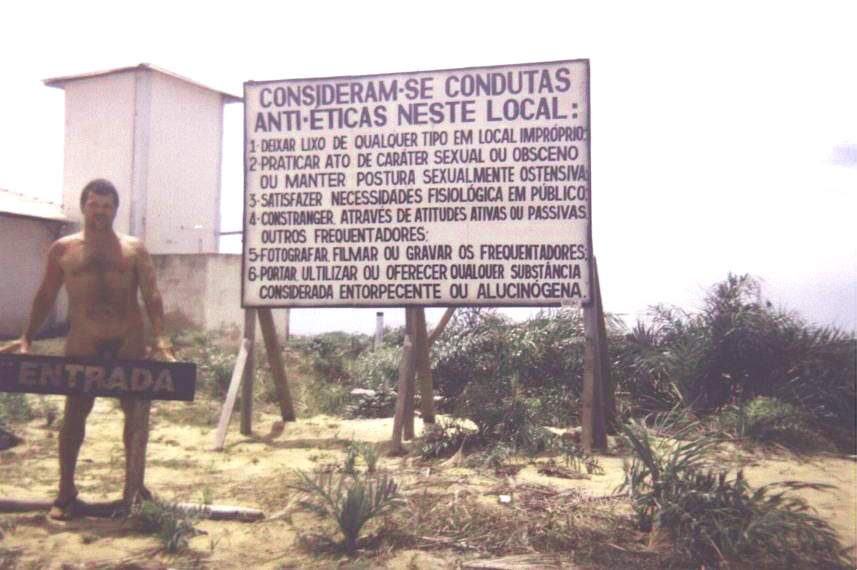 CONSIDERAM-SE CONDUTAS
ANTI-ÉTICAS NESTE LOCAL:
1-DEIXAR LIXO DE QUALQUER TIPO EM LOCAL IMPRÓPRIO;
2-PRATICAR ATO DE CARÁTER SEXUAL OU OBSCENO
OU MANTER POSTURA SEXUALMENTE OSTENSIVA;
3-SATISFAZER NECESSIDADES FISIOLÓGICA EM PÚBLICO;
4-CONSTRANGER, ATRAVÉS DE ATITUDES ATIVAS OU PASSIVAS,
OUTROS FREQUENTADORES;
5-FOTOGRAFAR, FILMAR OU GRAVAR OS FREQUENTADORES;
6-PORTAR, ULTILIZAR OU OFERECER QUALQUER SUBSTÂNCIA
CONSIDERADA ENTORPECENTE OU ALUCINÓGENA.
ENTRADA